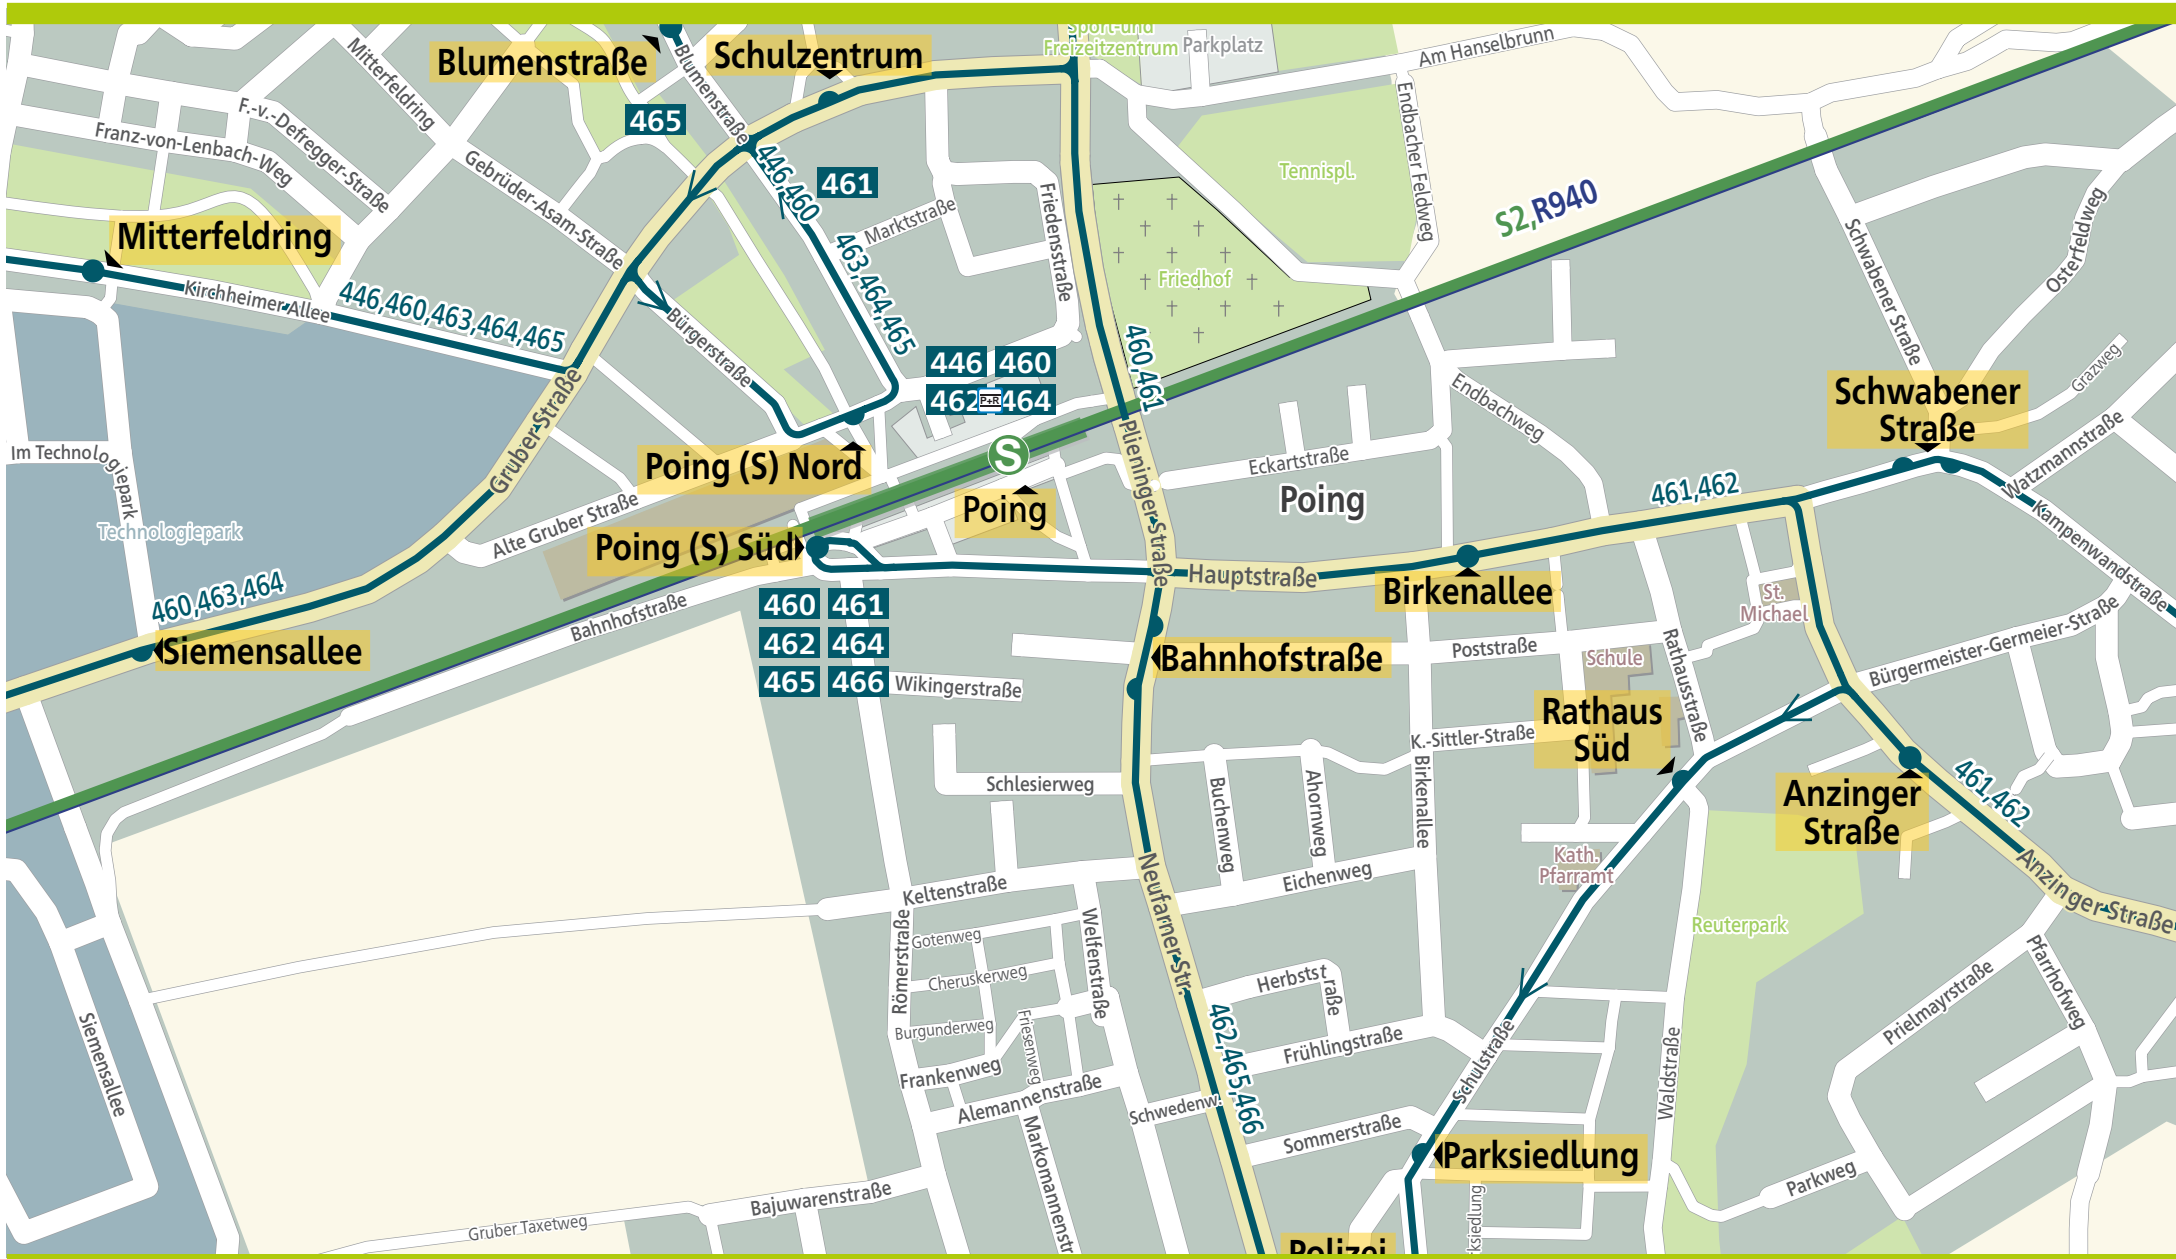 Sport-und
Freizeitzentrum
Parkplatz
Am Hanselbrunn
Blumenstraße
Schulzentrum
Mitterfeldring
Blumenstraße
465
F.-v.-Defregger-Straße
Franz-von-Lenbach-Weg
Gebrüder-Asam-Straße
446,460
461
Marktstraße
Friedensstraße
Tennispl.
Endbacher Feldweg
Friedhof
S2,R940
Schwabener Straße
Osterfeldweg
Mitterfeldring
Kirchheimer Allee
446,460,463,464,465
463,464,465
Bürgerstraße
446
460
462
P+R
464
460,461
Grazweg
Schwabener
Straße
Endbachweg
Watzmannstraße
Gruber Straße
Im Technologiepark
Technologiepark
Poing (S) Nord
S
Poing
Plieninger Straße
Eckartstraße
Poing
461,462
Kampenwandstraße
Alte Gruber Straße
Poing (S) Süd
Hauptstraße
Birkenallee
St.
Michael
460,463,464
Siemensallee
Bahnhofstraße
460
461
462
464
465
466
Wikingerstraße
Bahnhofstraße
Poststraße
Schule
Rathausstraße
Bürgermeister-Germeier-Straße
Rathaus
Süd
K.-Sittler-Straße
Schlesierweg
Buchenweg
Ahornweg
Birkenallee
Anzinger
Straße
461,462
Anzinger Straße
Kath.
Pfarramt
Eichenweg
Keltenstraße
Neufarner Str.
Reuterpark
Römerstraße
Gotenweg
Cheruskerweg
Welfenstraße
Burgunderweg
Friesenweg
Frankenweg
Alemannenstraße
Herbststraße
Frühlingstraße
462,465,466
Schulstraße
Waldstraße
Prielmayrstraße
Pfarrhofweg
Siemensallee
Schwedenw.
Sommerstraße
Markomannenstr
Parksiedlung
Parkweg
Bajuwarenstraße
Gruber Taxetweg
ksiedlung
Polizei